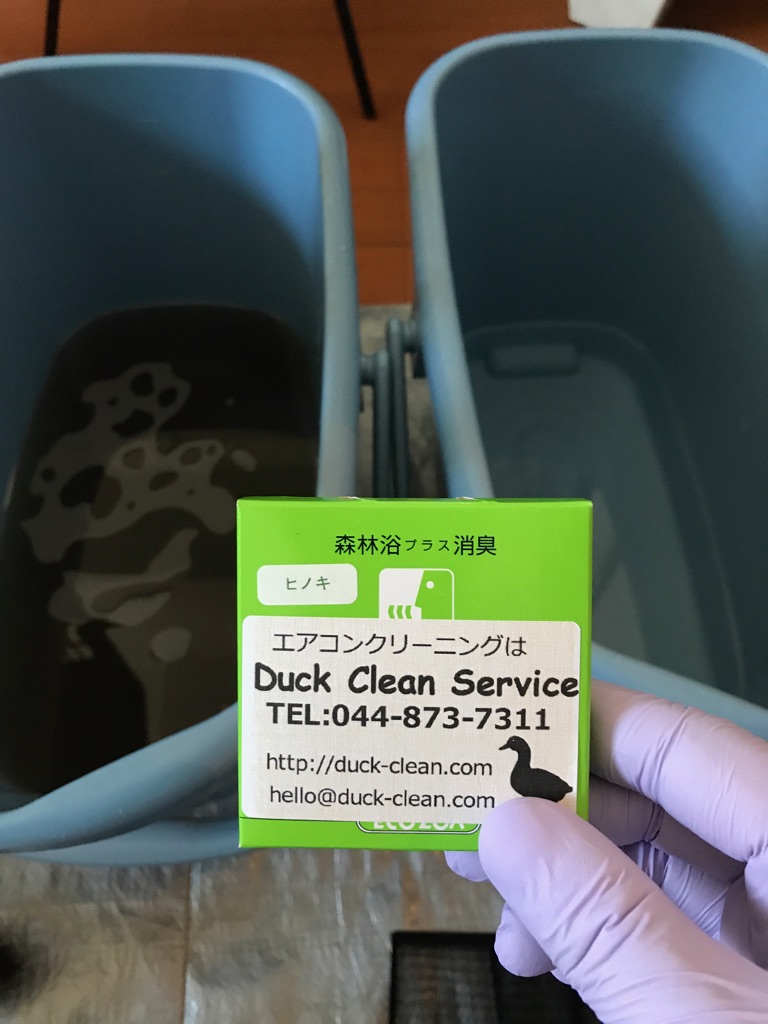 森林浴プラス消臭
ヒノキ
エアコンクリーニングは
Duck Clean Service
TEL:044-873-7311
http://duck-clean.com
hello@duck-clean.com